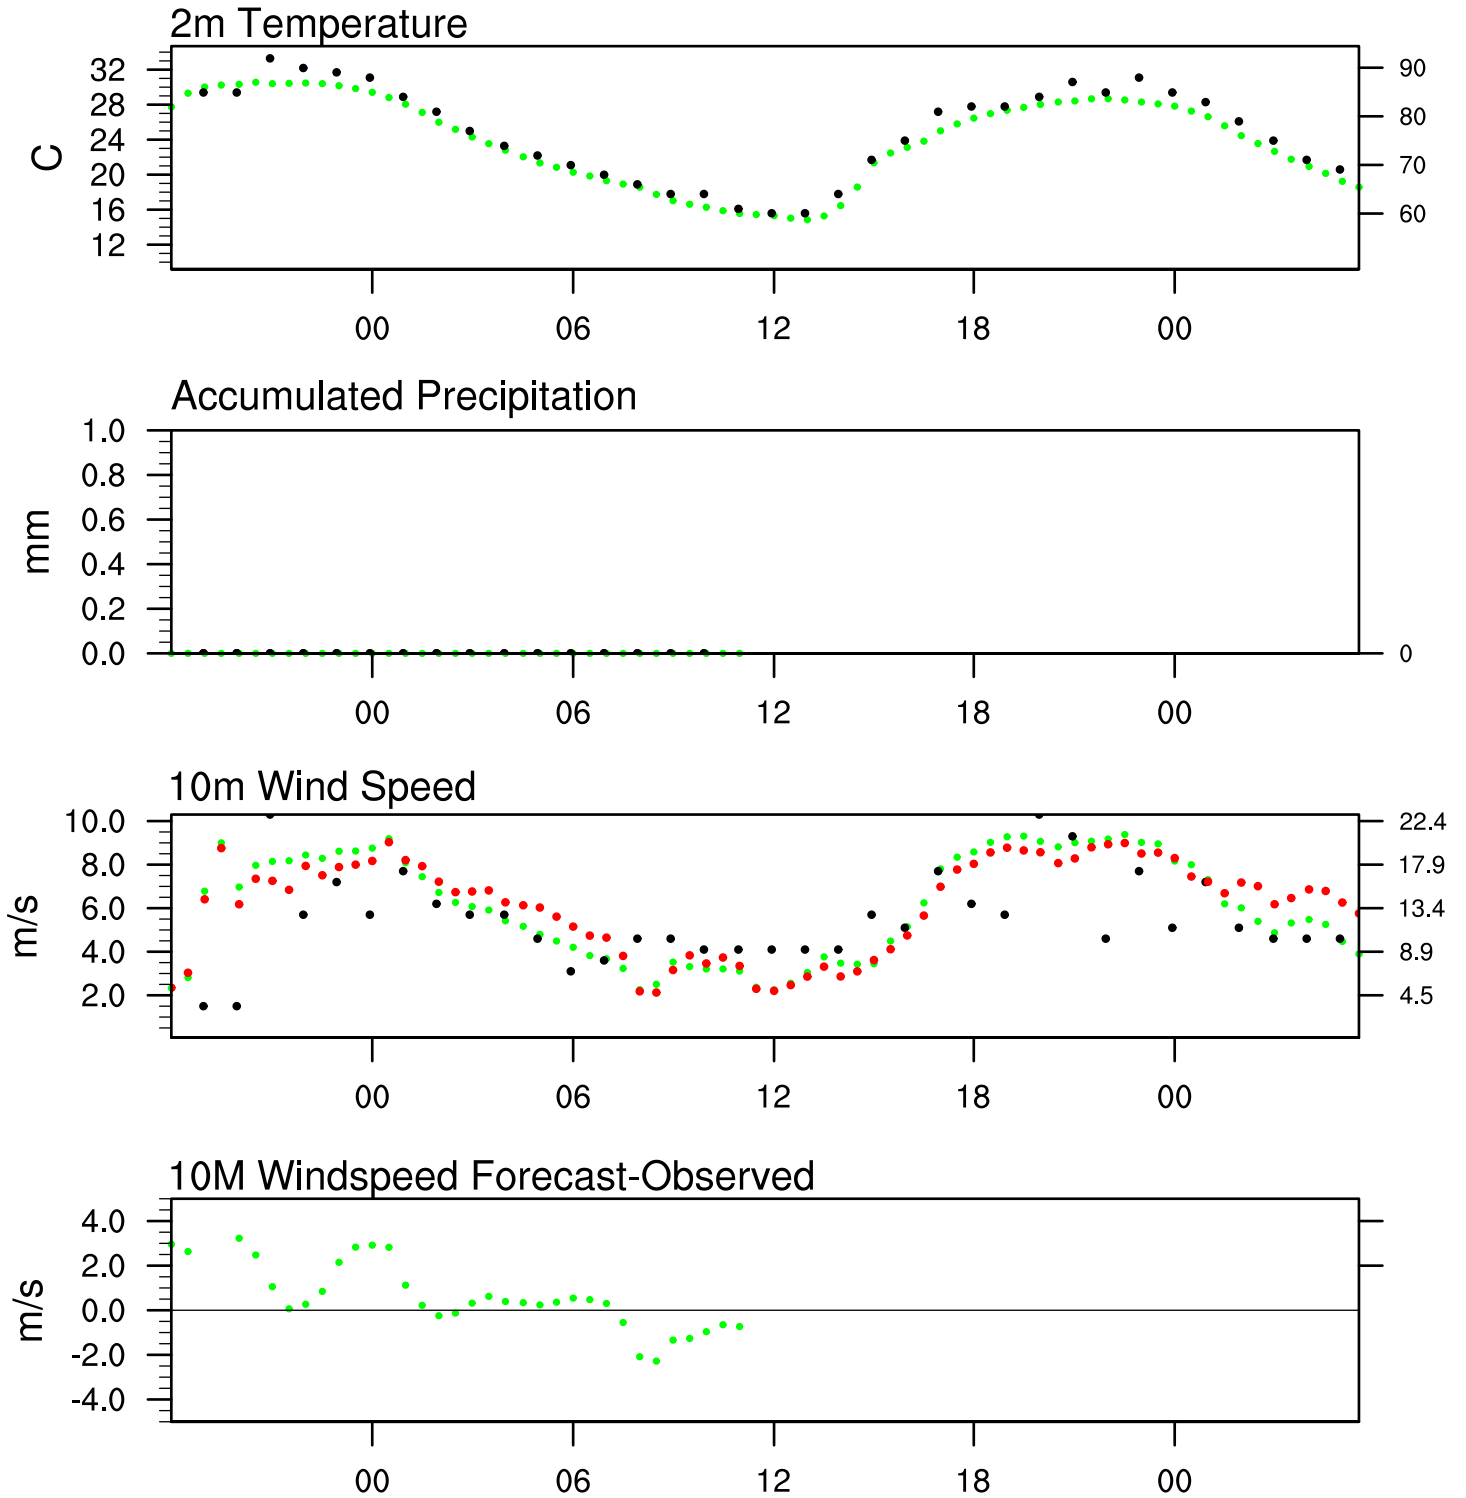 2m Temperature
C
32
28
24
20
16
12
90
80
70
60
00 06 12 18 00
Accumulated Precipitation
mm
1.0
0.8
0.6
0.4
0.2
0.0
0
00 06 12 18 00
10m Wind Speed
m/s
10.0
8.0
6.0
4.0
2.0
22.4
17.9
13.4
8.9
4.5
00 06 12 18 00
10M Windspeed Forecast-Observed
m/s
4.0
2.0
0.0
-2.0
-4.0
00 06 12 18 00